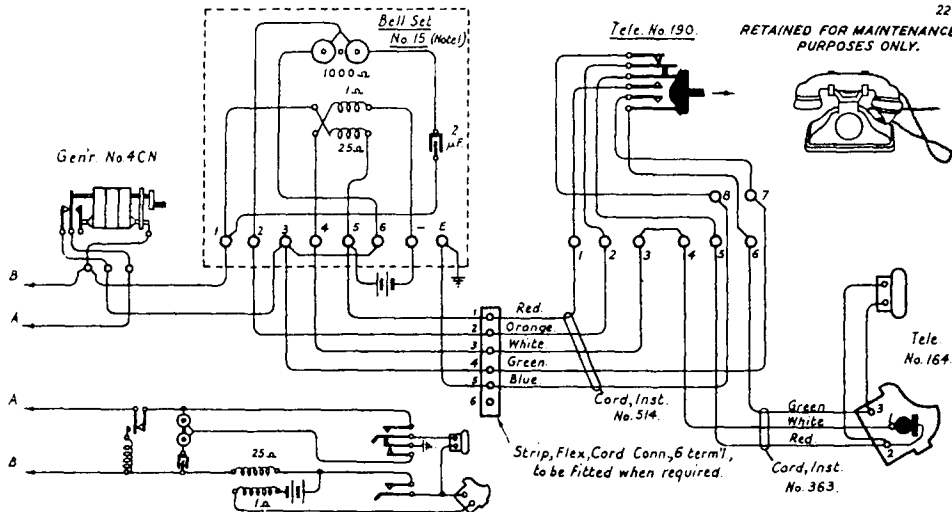 22
Bell Set
No. 15 (Note 1)
Tele. No. 190.
RETAINED FOR MAINTENANCE
PURPOSES ONLY.
1000 Ω
1 Ω
25 Ω
2
μF.
Gen'r. No. 4CN
1 2 3 4 5 6 – E
8 7
1 2 3 4 5 6
B
A
1 Red.
2 Orange.
3 White.
4 Green.
5 Blue.
6
Cord, Inst.
No. 514.
Tele.
No. 164.
Green 3
White
Red. 2
Cord, Inst.
No. 363.
Strip, Flex, Cord Conn., 6 term'l,
to be fitted when required.
A
B
25 Ω
1 Ω